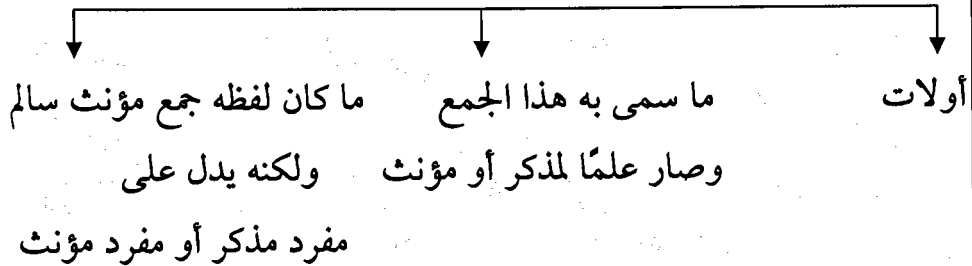 أولات
ما سمى به هذا الجمع
وصار علمًا لمذكر أو مؤنث
ما كان لفظه جمع مؤنث سالم
ولكنه يدل على
مفرد مذكر أو مفرد مؤنث